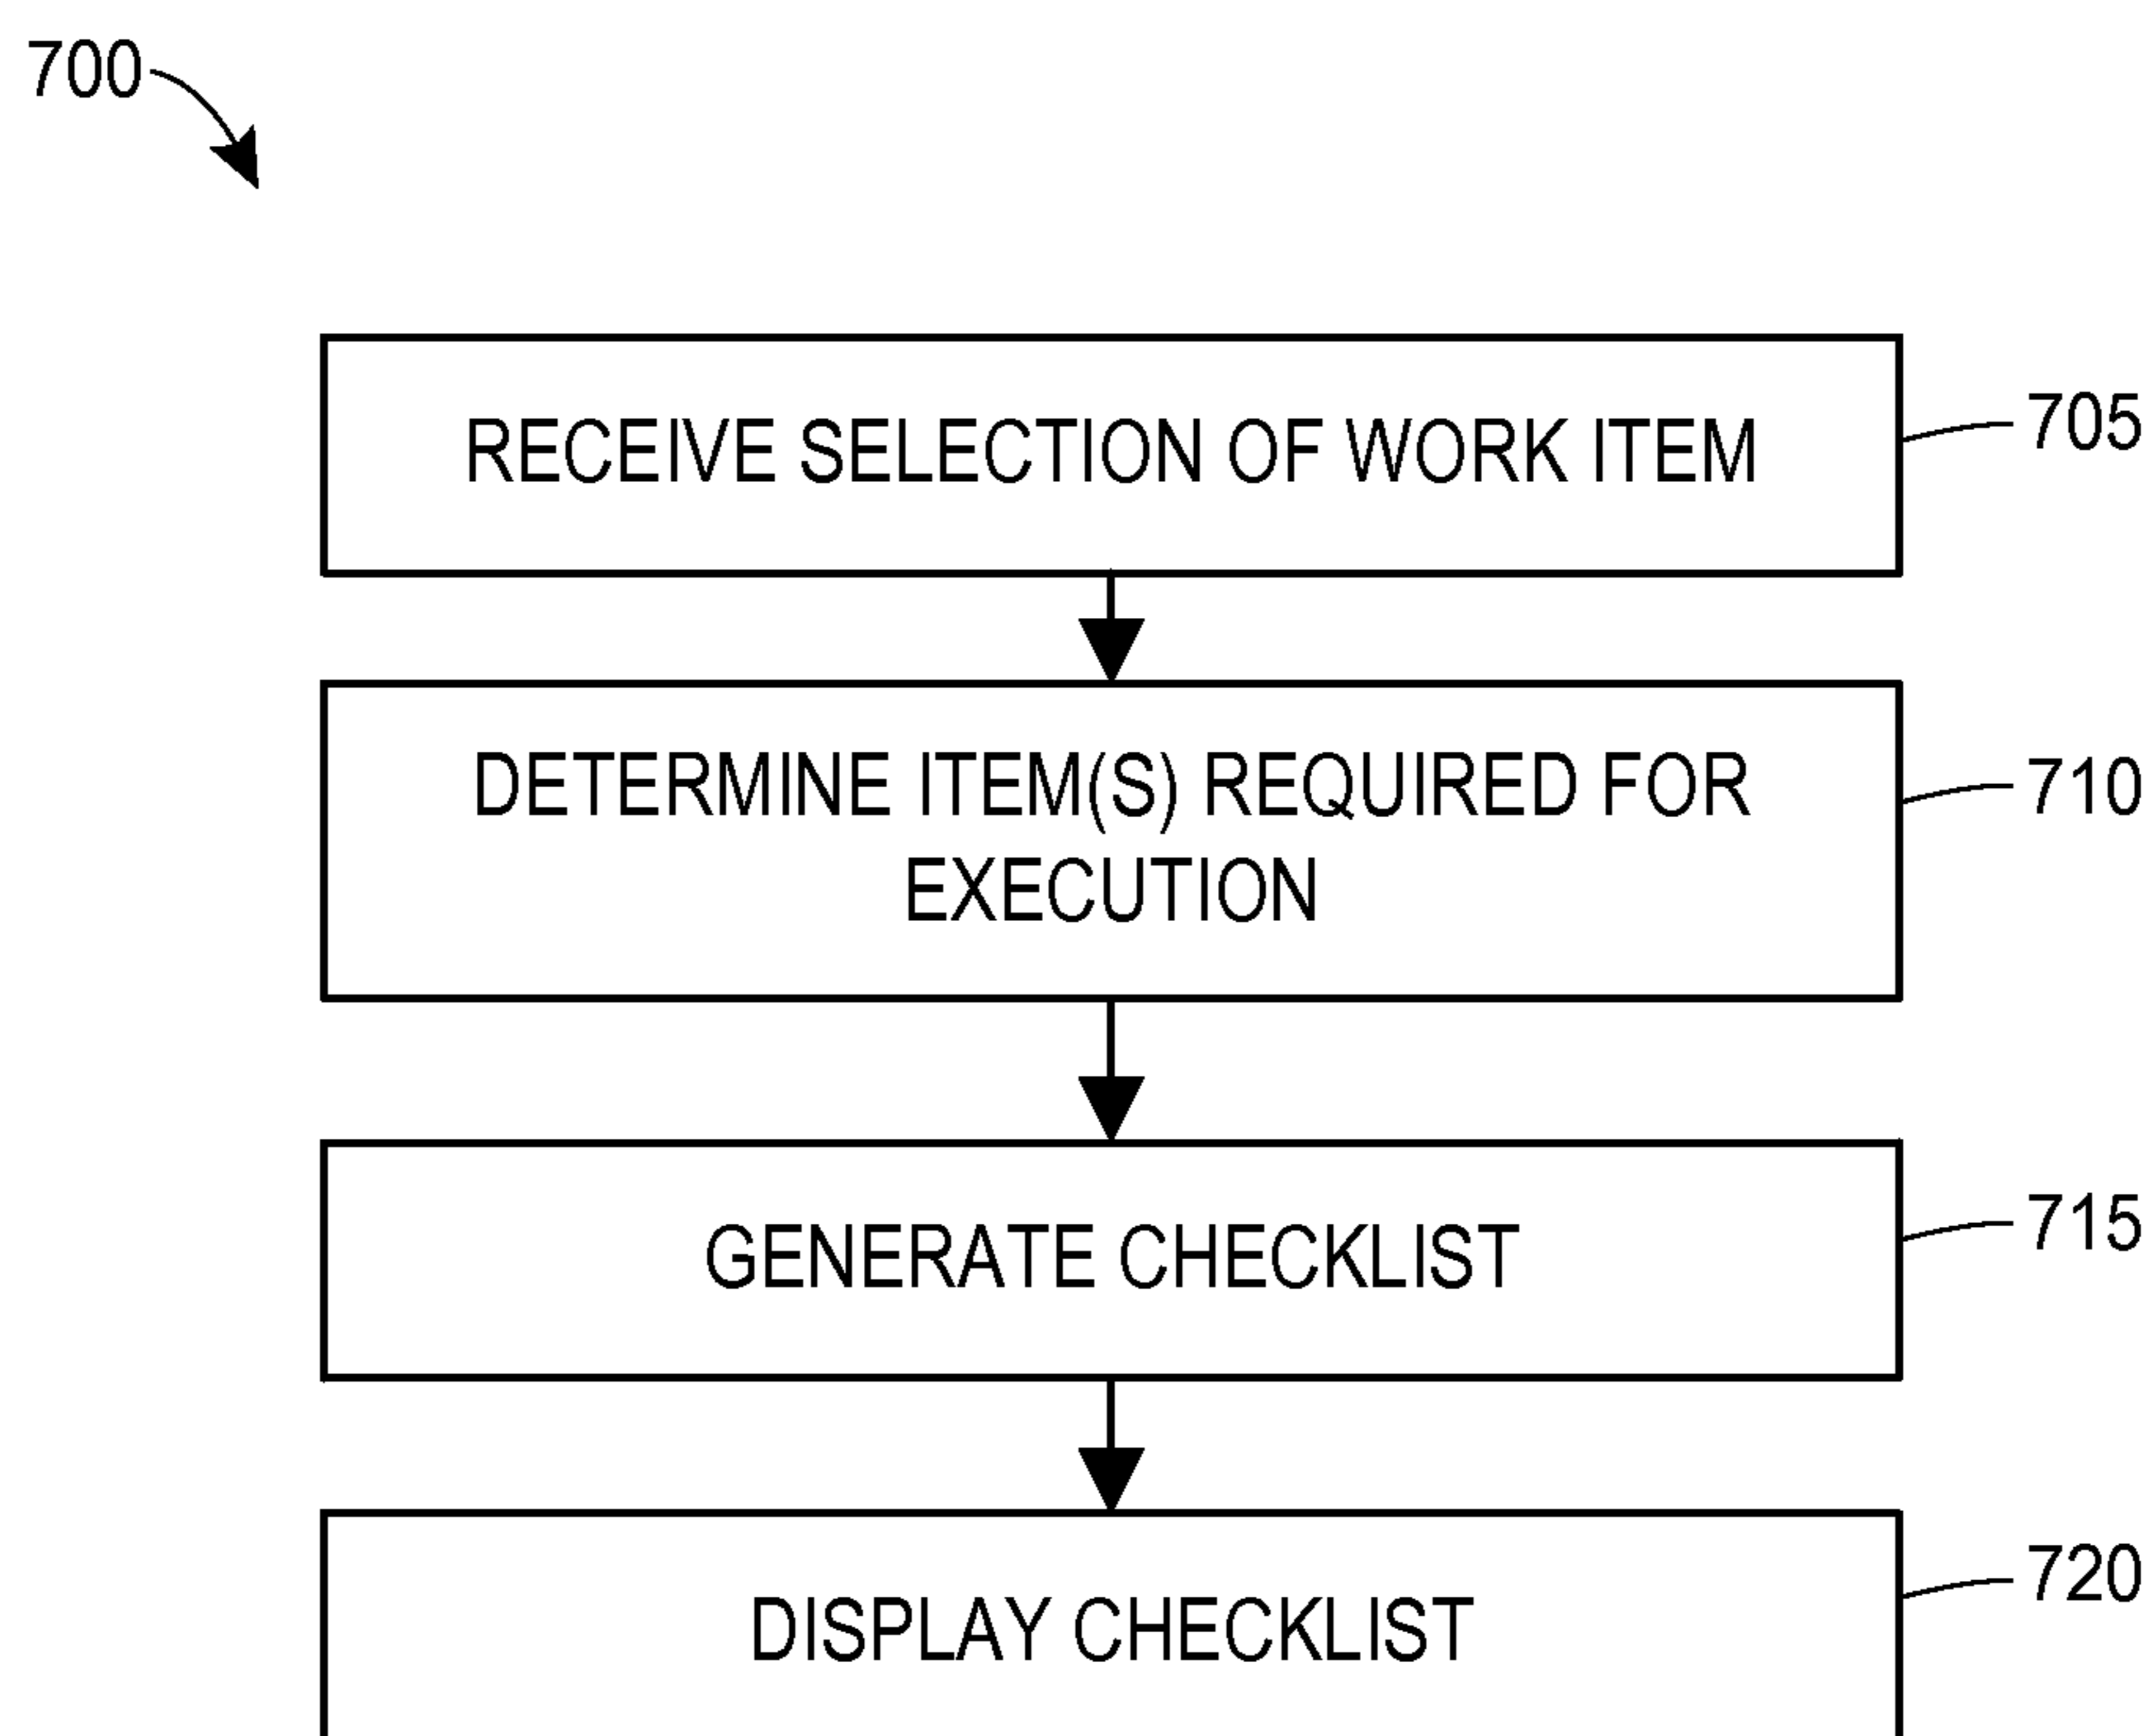 700
RECEIVE SELECTION OF WORK ITEM
705
DETERMINE ITEM(S) REQUIRED FOR
EXECUTION
710
GENERATE CHECKLIST
715
DISPLAY CHECKLIST
720